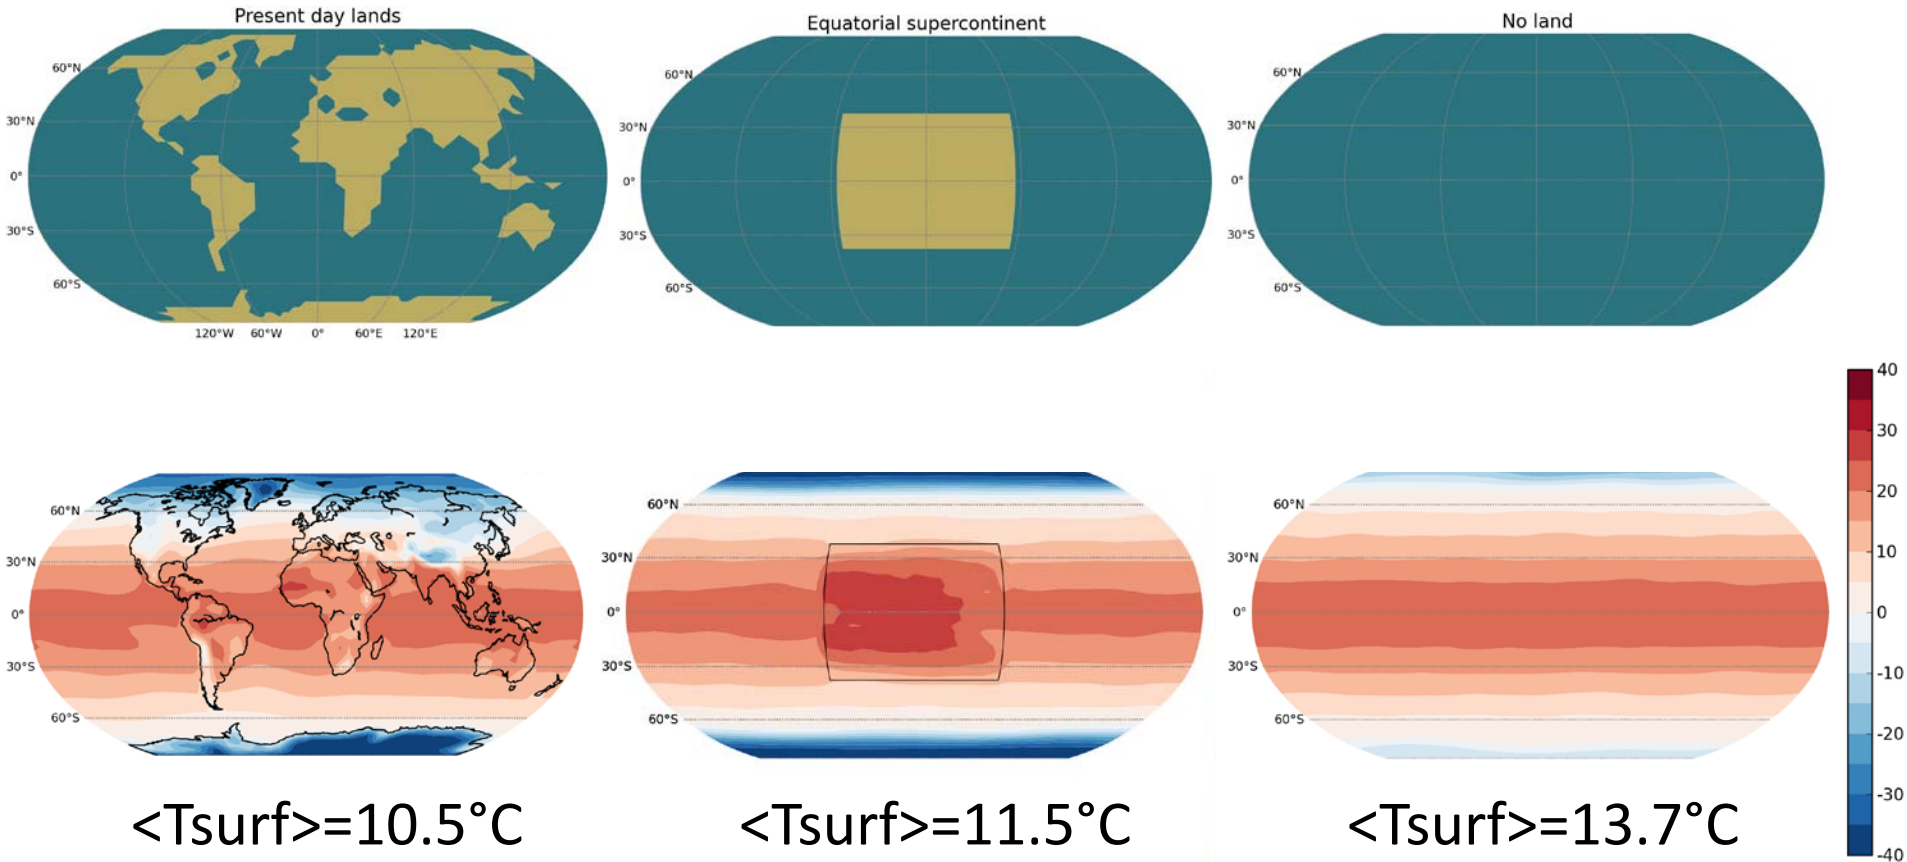 Present day lands
60°N
30°N
0°
30°S
60°S
120°W 60°W 0° 60°E 120°E
Equatorial supercontinent
60°N
30°N
0°
30°S
60°S
No land
60°N
30°N
0°
30°S
60°S
60°N
30°N
0°
30°S
60°S
<Tsurf>=10.5°C
60°N
30°N
0°
30°S
60°S
<Tsurf>=11.5°C
60°N
30°N
0°
30°S
60°S
<Tsurf>=13.7°C
40
30
20
10
0
-10
-20
-30
-40